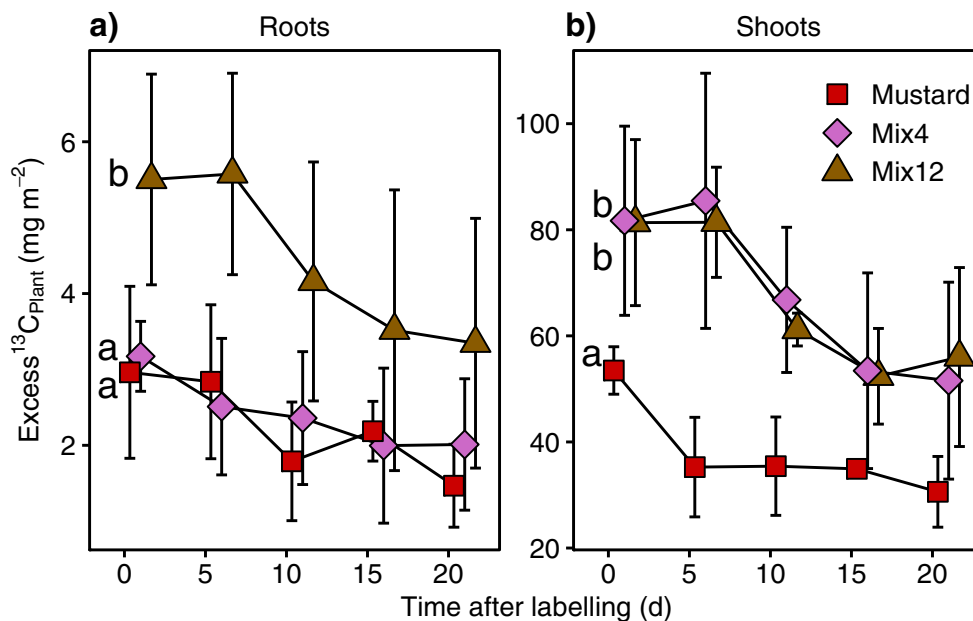 a) Roots
b) Shoots
Excess ¹³C_Plant (mg m⁻²)
6
4
2
b
a
a
0 5 10 15 20
100
80
60
40
20
b
b
a
Mustard
Mix4
Mix12
0 5 10 15 20
Time after labelling (d)